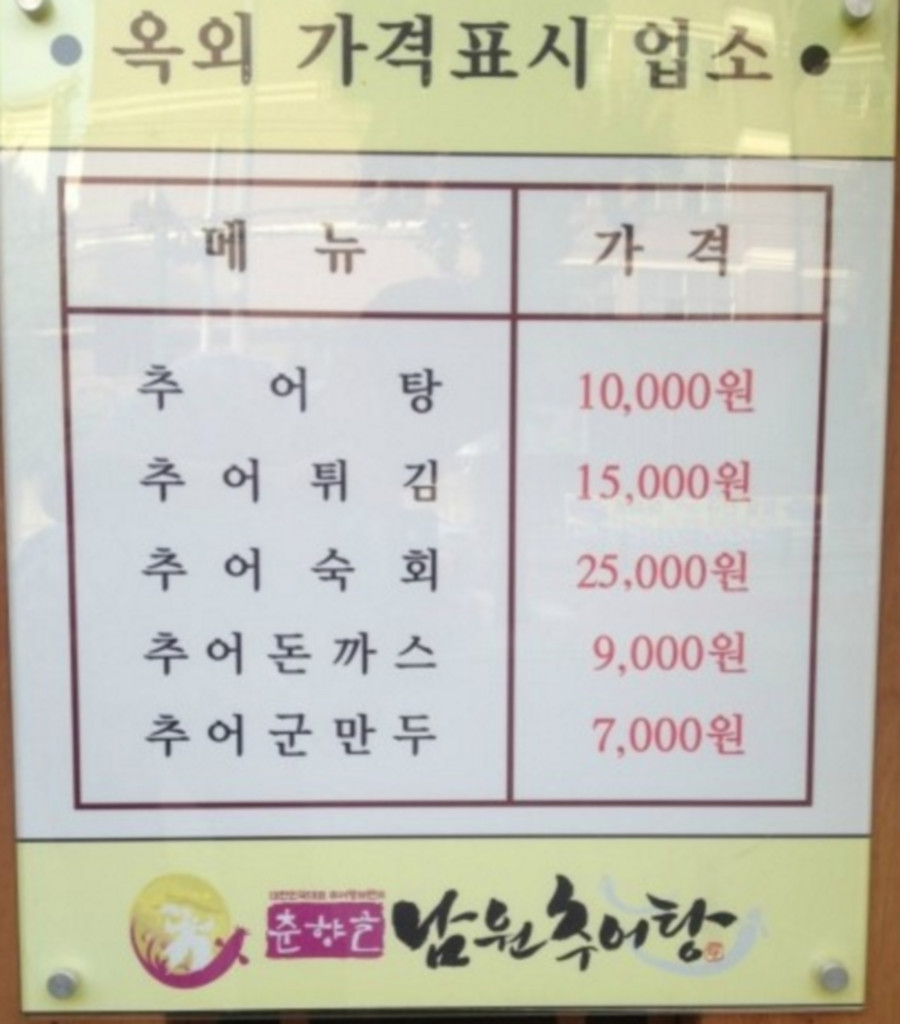 ● 옥외 가격표시 업소 ●
메 뉴 가 격
추 어 탕 10,000원
추 어 튀 김 15,000원
추 어 숙 회 25,000원
추 어 돈 까 스 9,000원
추 어 군 만 두 7,000원
춘향골 남원추어탕